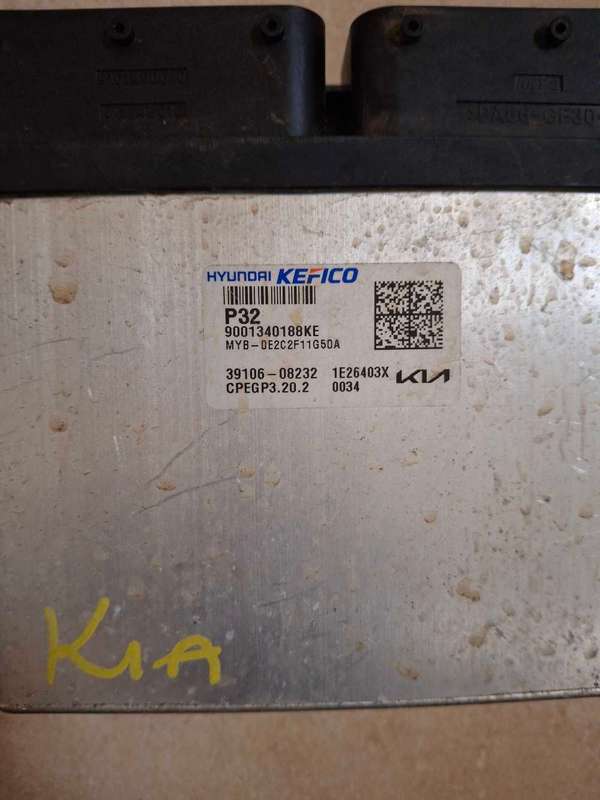 HYUNDAI KEFICO
P32
9001340188KE
MYB-0E2C2F11G50A
39106-08232 1E26403X KIA
CPEGP3.20.2 0034
KIA